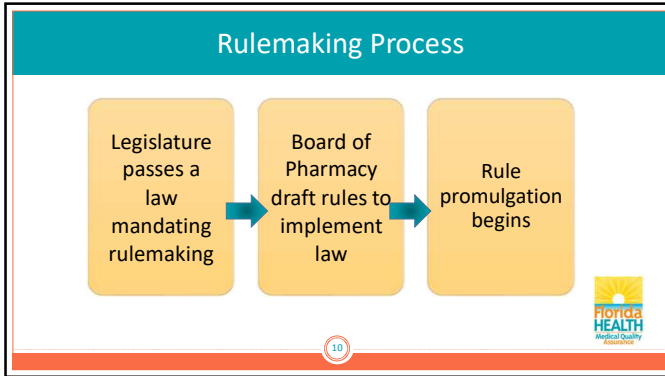 Rulemaking Process
Legislature
passes a
law
mandating
rulemaking
Board of
Pharmacy
draft rules to
implement
law
Rule
promulgation
begins
Florida
HEALTH
Medical Quality
Assurance
10